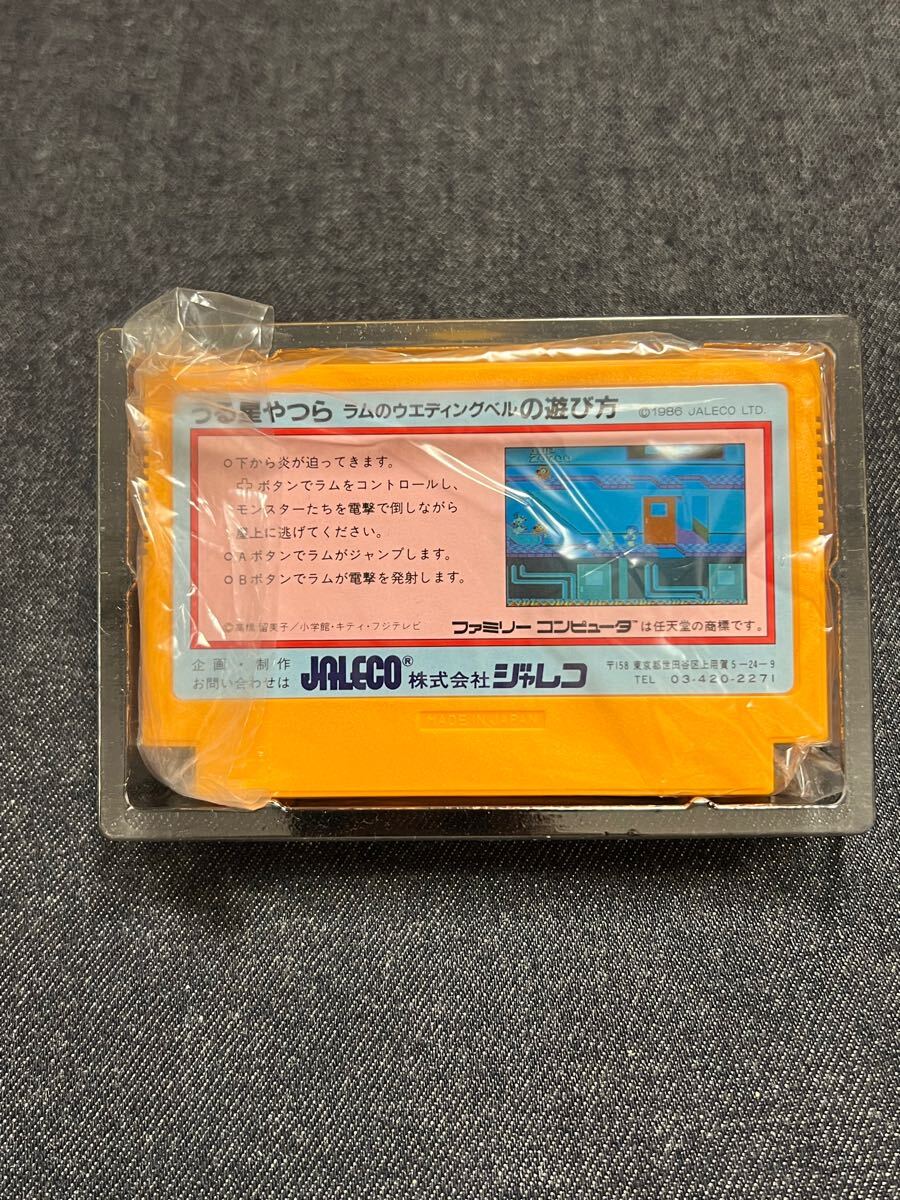 うる星やつら ラムのウエディングベルの遊び方 ©1986 JALECO LTD.
○下から炎が迫ってきます。
ボタンでラムをコントロールし、
モンスターたちを電撃で倒しながら
屋上に逃げてください。
○Aボタンでラムがジャンプします。
○Bボタンでラムが電撃を発射します。
©高橋留美子/小学館・キティ・フジテレビ
ファミリーコンピュータ™は任天堂の商標です。
企画・制作
お問い合わせは
JALECO® 株式会社ジャレコ
〒158 東京都世田谷区上用賀5-24-9
TEL 03-420-2271
MADE IN JAPAN